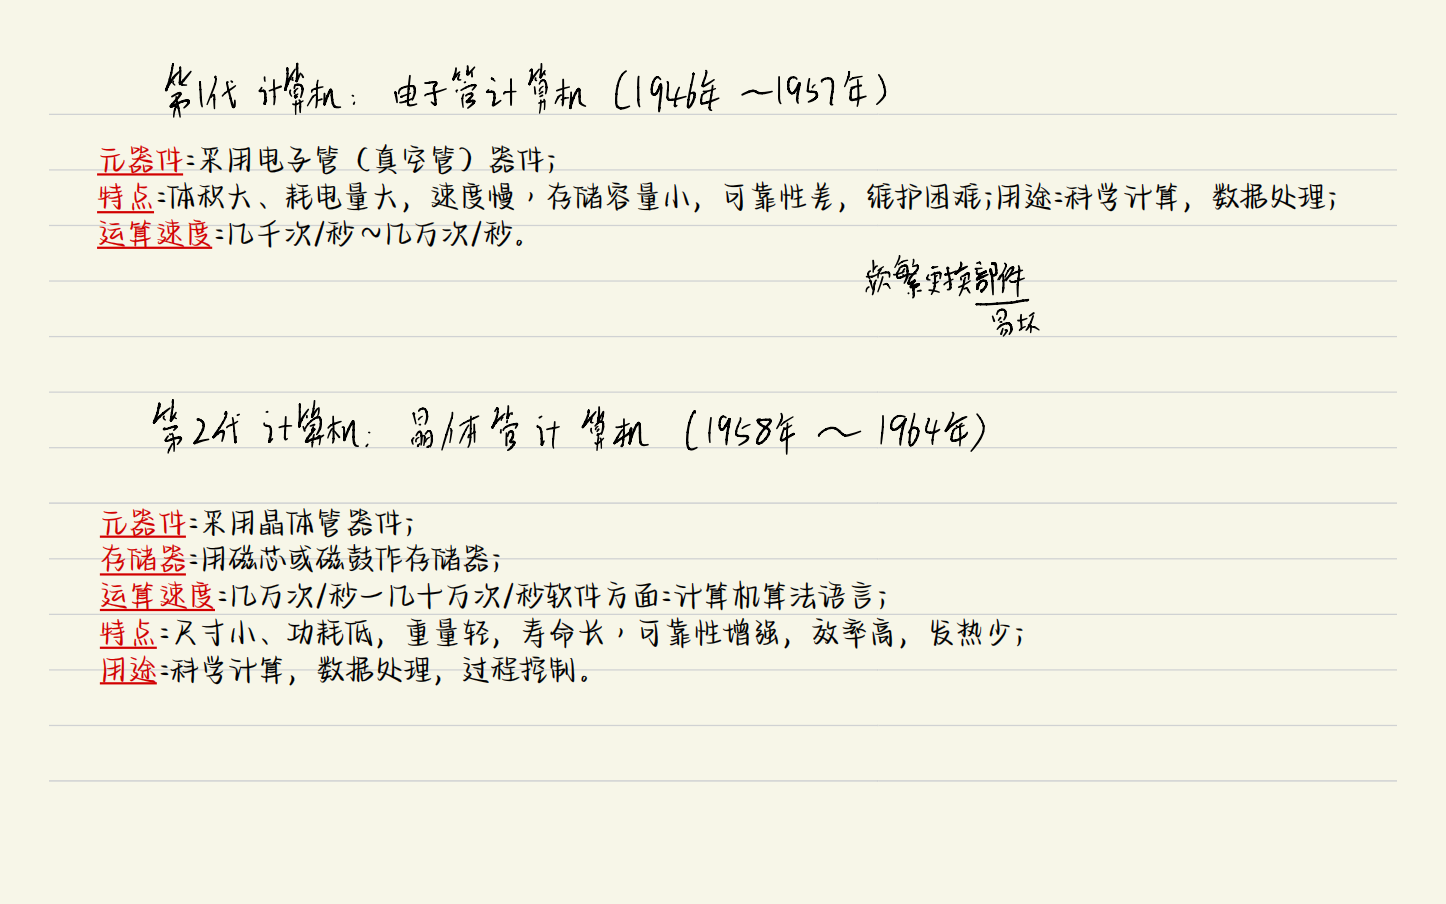 第1代 计算机: 电子管计算机 (1946年 ~1957年)
元器件:采用电子管（真空管）器件;
特点:体积大、耗电量大, 速度慢，存储容量小, 可靠性差, 维护困难;用途:科学计算, 数据处理;
运算速度:几千次/秒~几万次/秒。
频繁更换部件
易坏
第2代 计算机: 晶体管计算机 (1958年 ~ 1964年)
元器件:采用晶体管器件;
存储器:用磁芯或磁鼓作存储器;
运算速度:几万次/秒一几十万次/秒软件方面:计算机算法语言;
特点:尺寸小、功耗低, 重量轻, 寿命长，可靠性增强, 效率高, 发热少;
用途:科学计算, 数据处理, 过程控制。